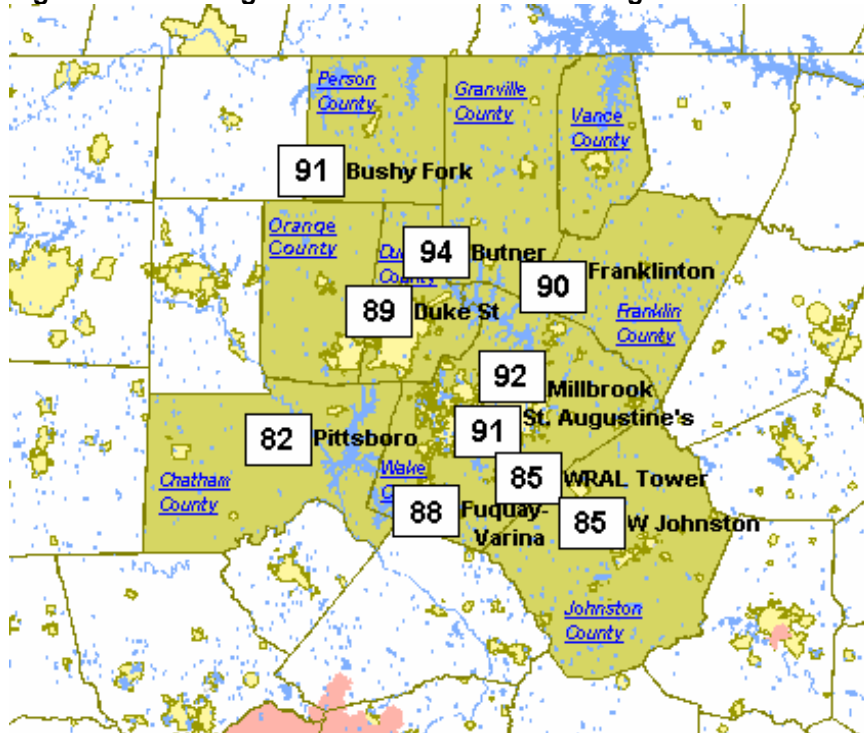 Person
County
Granville
County
Vance
County
91 Bushy Fork
Orange
County
94 Butner
County
90 Franklinton
89 Duke St
Franklin
County
92 Millbrook
91 St. Augustine's
82 Pittsboro
Chatham
County
Wake
85 WRAL Tower
88 Fuquay-
Varina
85 W Johnston
Johnston
County